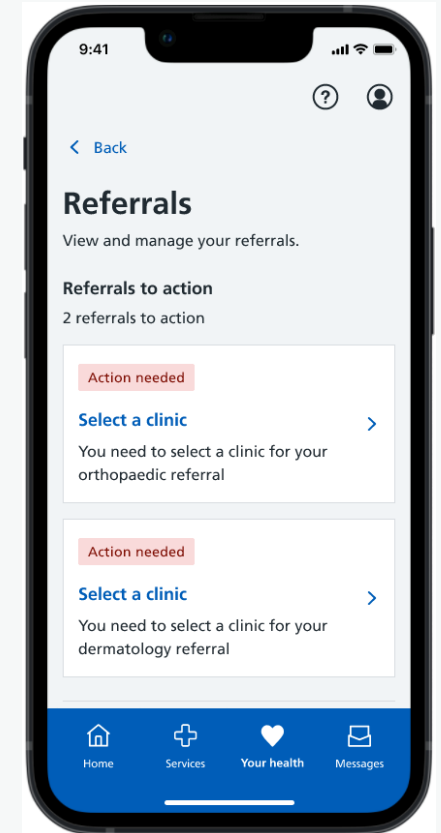 9:41
?
Back
Referrals
View and manage your referrals.
Referrals to action
2 referrals to action
Action needed
Select a clinic
You need to select a clinic for your
orthopaedic referral
Action needed
Select a clinic
You need to select a clinic for your
dermatology referral
Home Services Your health Messages